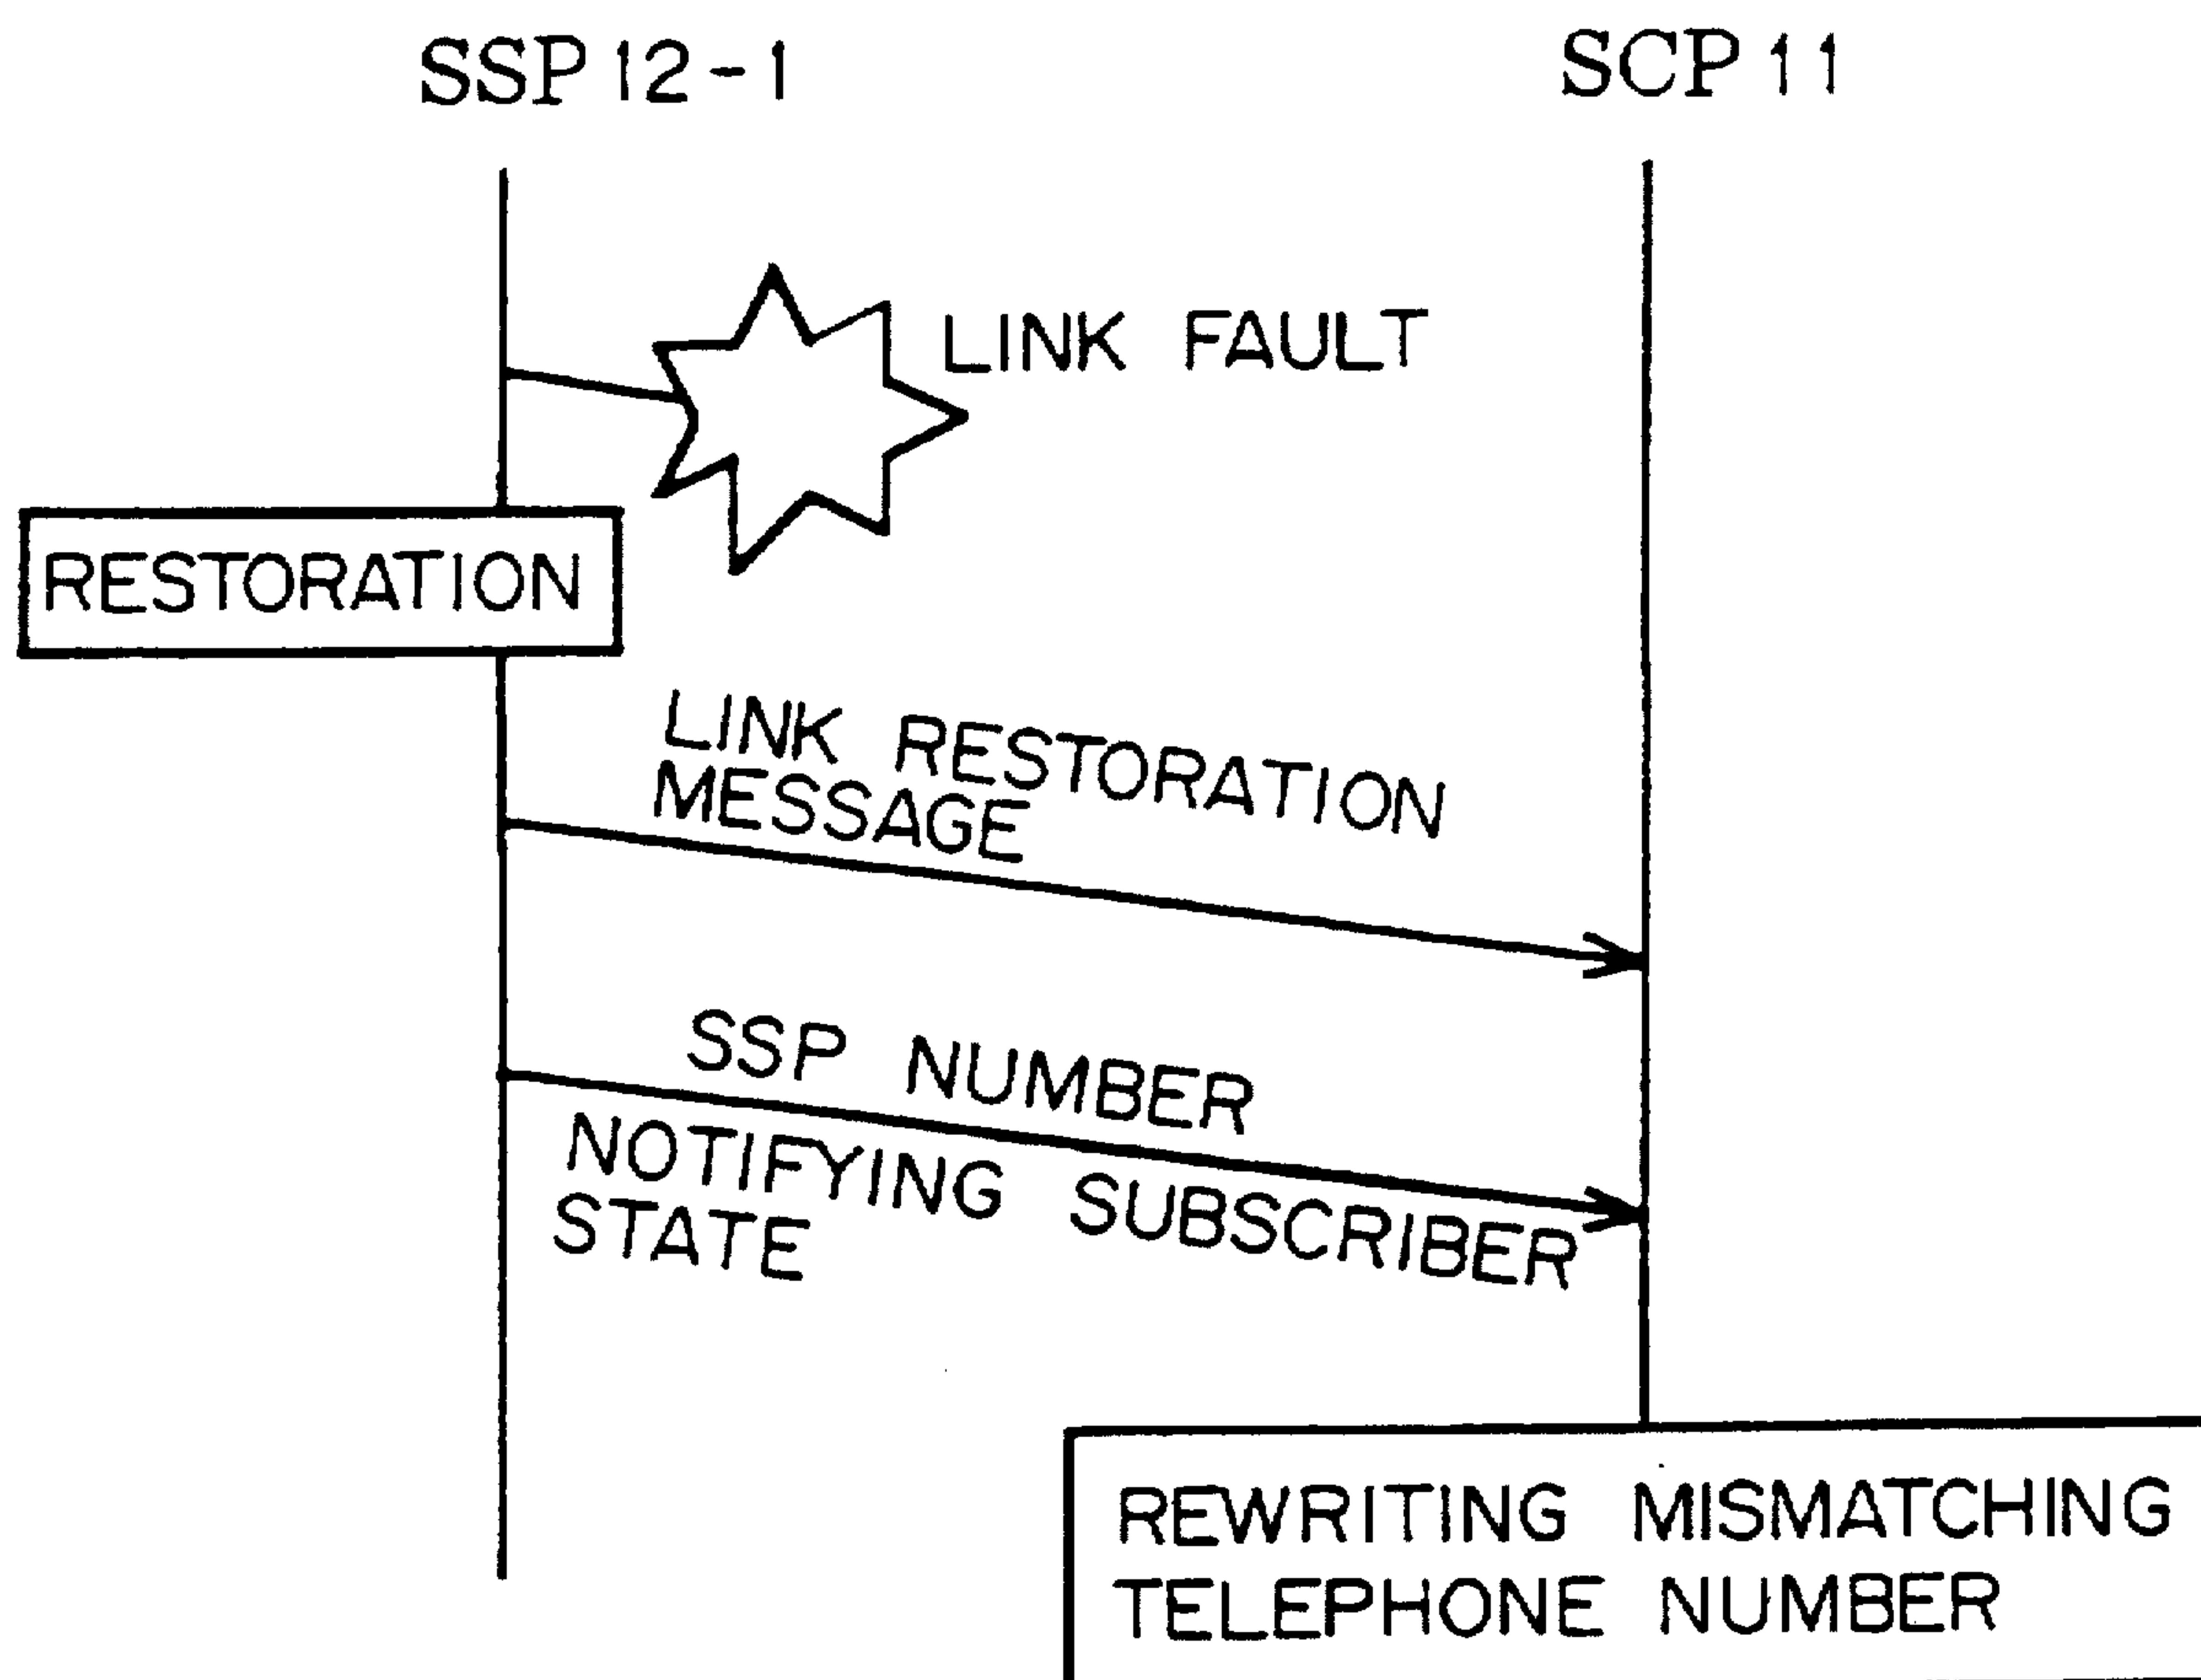 SSP 12-1
SCP 11
LINK FAULT
RESTORATION
LINK RESTORATION
MESSAGE
SSP NUMBER
NOTIFYING SUBSCRIBER
STATE
REWRITING MISMATCHING
TELEPHONE NUMBER